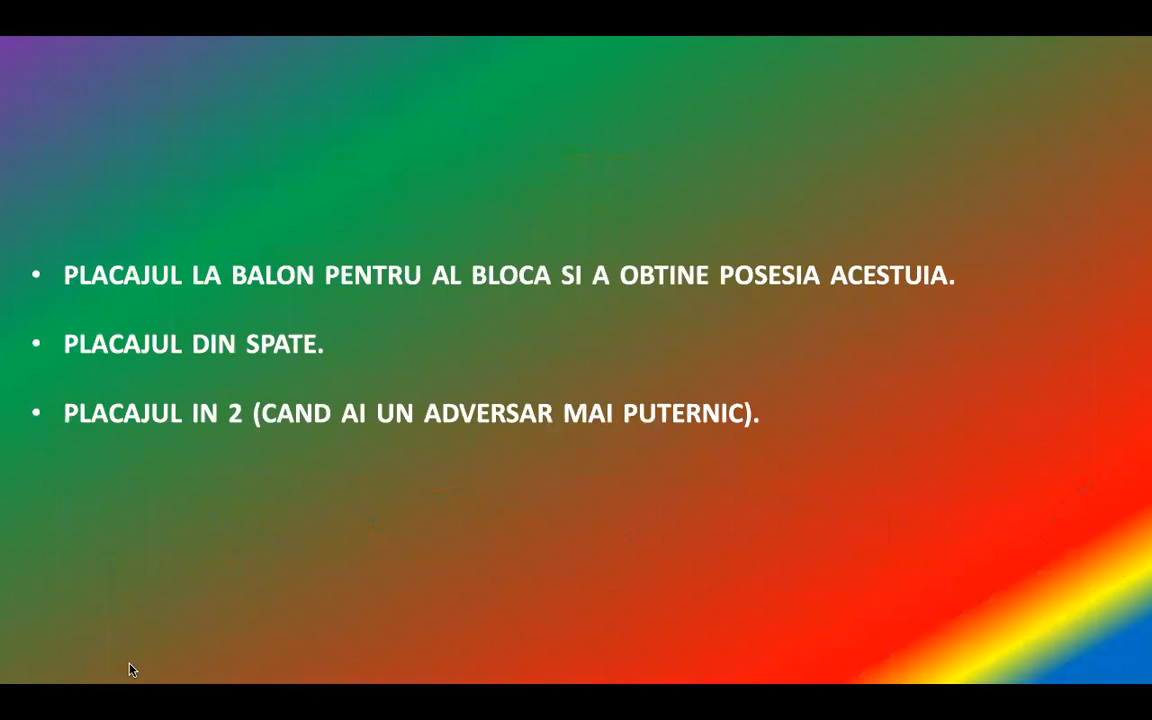 • PLACAJUL LA BALON PENTRU AL BLOCA SI A OBTINE POSESIA ACESTUIA.
• PLACAJUL DIN SPATE.
• PLACAJUL IN 2 (CAND AI UN ADVERSAR MAI PUTERNIC).